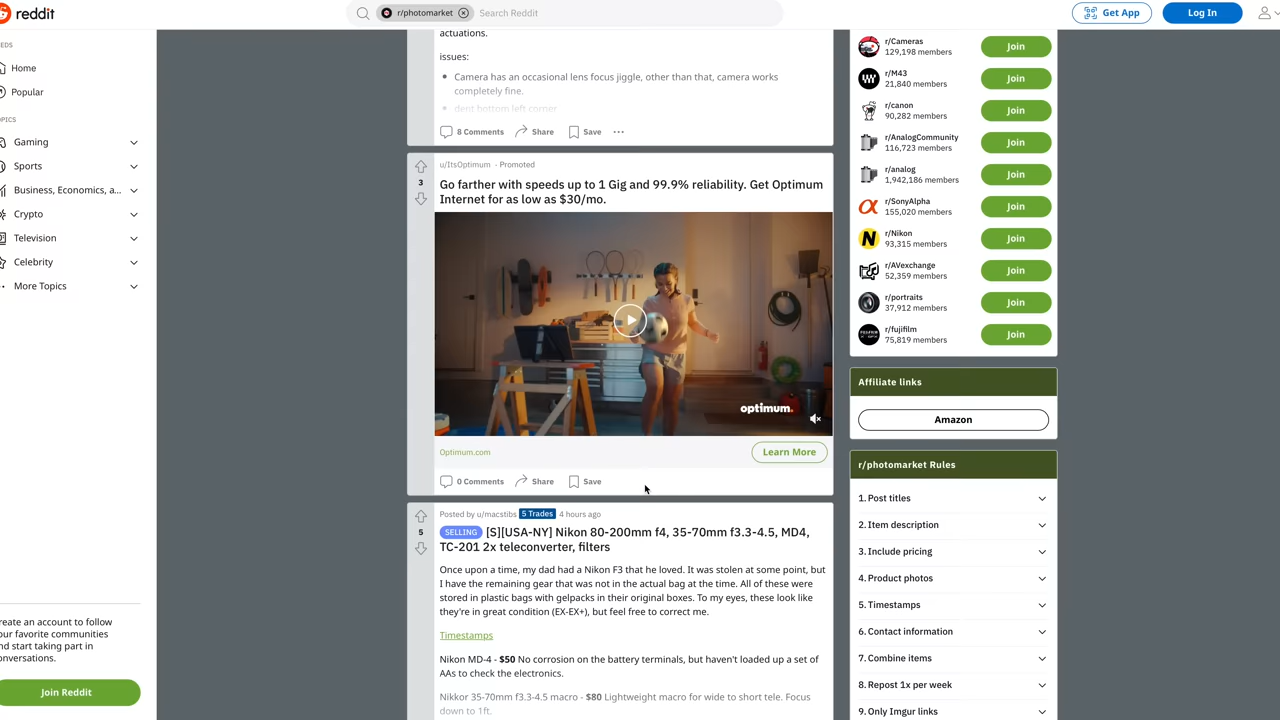 reddit
r/photomarket
Search Reddit
Get App
Log In
EDS
Home
Popular
OPICS
Gaming
Sports
Business, Economics, a...
Crypto
Television
Celebrity
More Topics
reate an account to follow
our favorite communities
nd start taking part in
onversations.
Join Reddit
actuations.
issues:
• Camera has an occasional lens focus jiggle, other than that, camera works
completely fine.
• dent bottom left corner
8 Comments
Share
Save
u/ItsOptimum · Promoted
3
Go farther with speeds up to 1 Gig and 99.9% reliability. Get Optimum
Internet for as low as $30/mo.
optimum.
Optimum.com
Learn More
0 Comments
Share
Save
Posted by u/macstibs 5 Trades 4 hours ago
5
SELLING [S][USA-NY] Nikon 80-200mm f4, 35-70mm f3.3-4.5, MD4,
TC-201 2x teleconverter, filters
Once upon a time, my dad had a Nikon F3 that he loved. It was stolen at some point, but
I have the remaining gear that was not in the actual bag at the time. All of these were
stored in plastic bags with gelpacks in their original boxes. To my eyes, these look like
they're in great condition (EX-EX+), but feel free to correct me.
Timestamps
Nikon MD-4 - $50 No corrosion on the battery terminals, but haven't loaded up a set of
AAs to check the electronics.
Nikkor 35-70mm f3.3-4.5 macro - $80 Lightweight macro for wide to short tele. Focus
down to 1ft.
r/Cameras
129,198 members
Join
r/M43
21,840 members
Join
r/canon
90,282 members
Join
r/AnalogCommunity
116,723 members
Join
r/analog
1,942,186 members
Join
r/SonyAlpha
155,020 members
Join
r/Nikon
93,315 members
Join
r/AVexchange
52,359 members
Join
r/portraits
37,912 members
Join
r/fujifilm
75,819 members
Join
Affiliate links
Amazon
r/photomarket Rules
1. Post titles
2. Item description
3. Include pricing
4. Product photos
5. Timestamps
6. Contact information
7. Combine items
8. Repost 1x per week
9. Only Imgur links